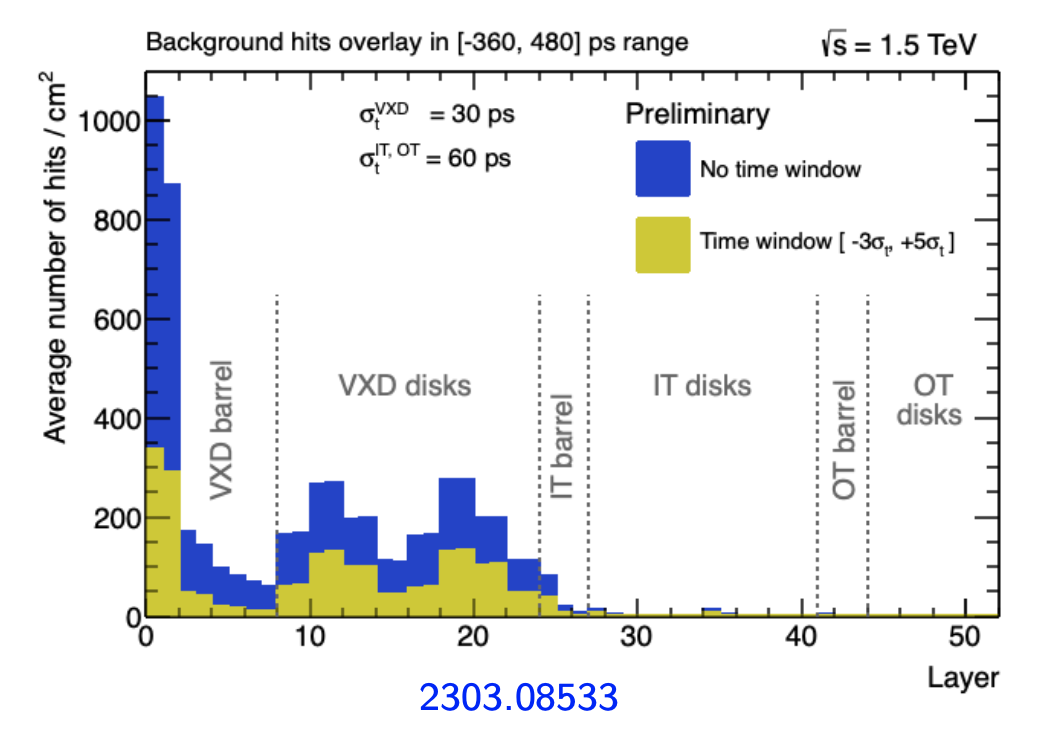 Background hits overlay in [-360, 480] ps range
√s = 1.5 TeV
Average number of hits / cm²
1000
800
600
400
200
0
σ_t^VXD = 30 ps
σ_t^IT, OT = 60 ps
Preliminary
No time window
Time window [ -3σ_t, +5σ_t ]
VXD barrel
VXD disks
IT barrel
IT disks
OT barrel
OT
disks
0 10 20 30 40 50
Layer
2303.08533